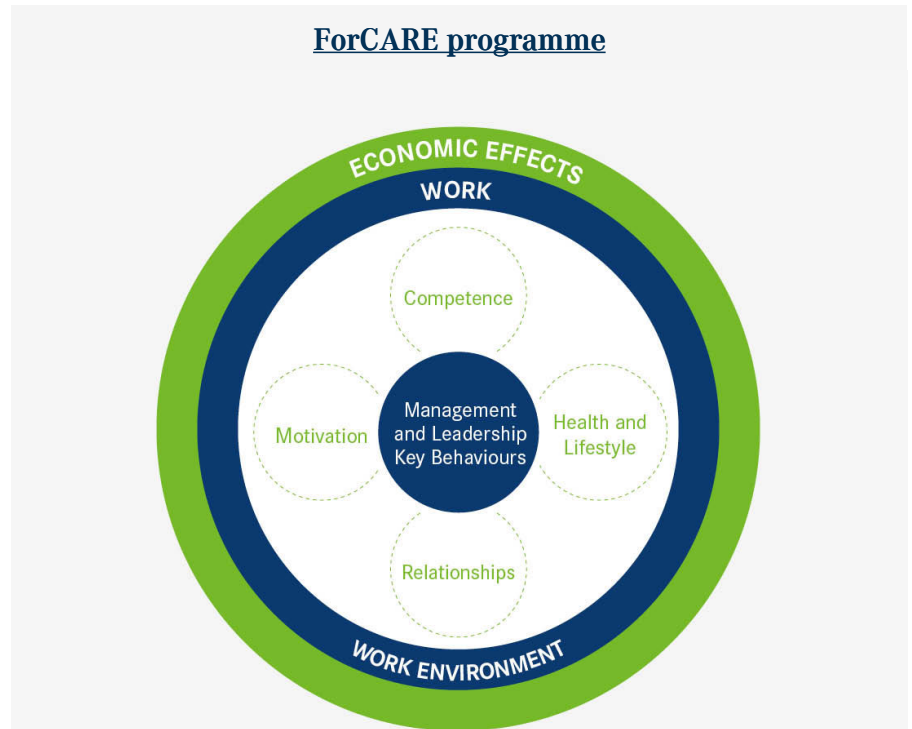 ForCARE programme
ECONOMIC EFFECTS
WORK
Competence
Motivation
Management
and Leadership
Key Behaviours
Health and
Lifestyle
Relationships
WORK ENVIRONMENT